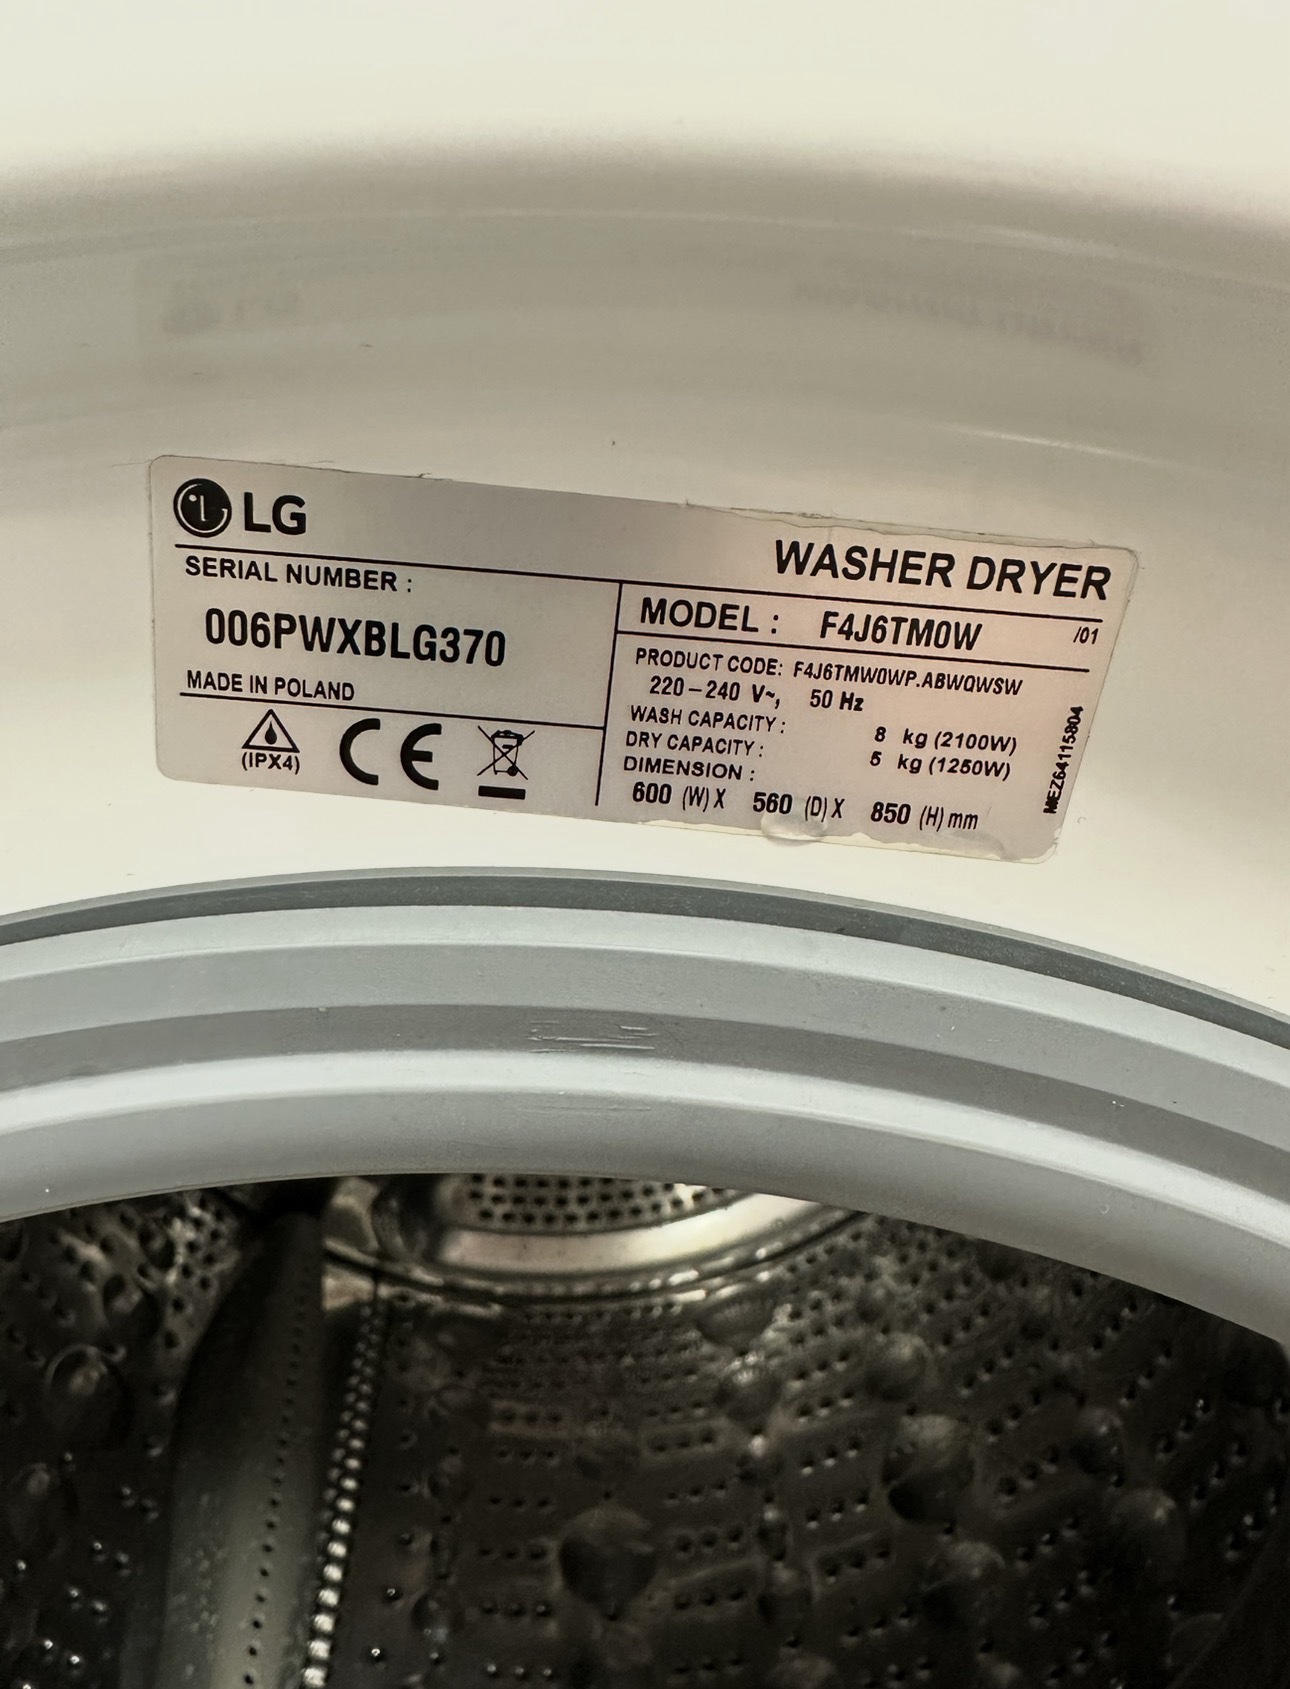 LG
WASHER DRYER
SERIAL NUMBER :
006PWXBLG370
MADE IN POLAND
(IPX4)
CE
MODEL : F4J6TM0W /01
PRODUCT CODE: F4J6TMW0WP.ABWQWSW
220-240 V~, 50 Hz
WASH CAPACITY : 8 kg (2100W)
DRY CAPACITY : 5 kg (1250W)
DIMENSION :
600 (W) X 560 (D) X 850 (H) mm
MEZ64115804